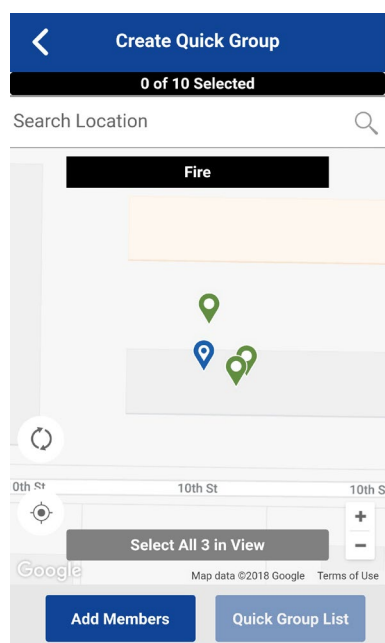 Create Quick Group
0 of 10 Selected
Search Location
Fire
0th St
10th St
10th S
+
Select All 3 in View
−
Google
Map data ©2018 Google
Terms of Use
Add Members
Quick Group List